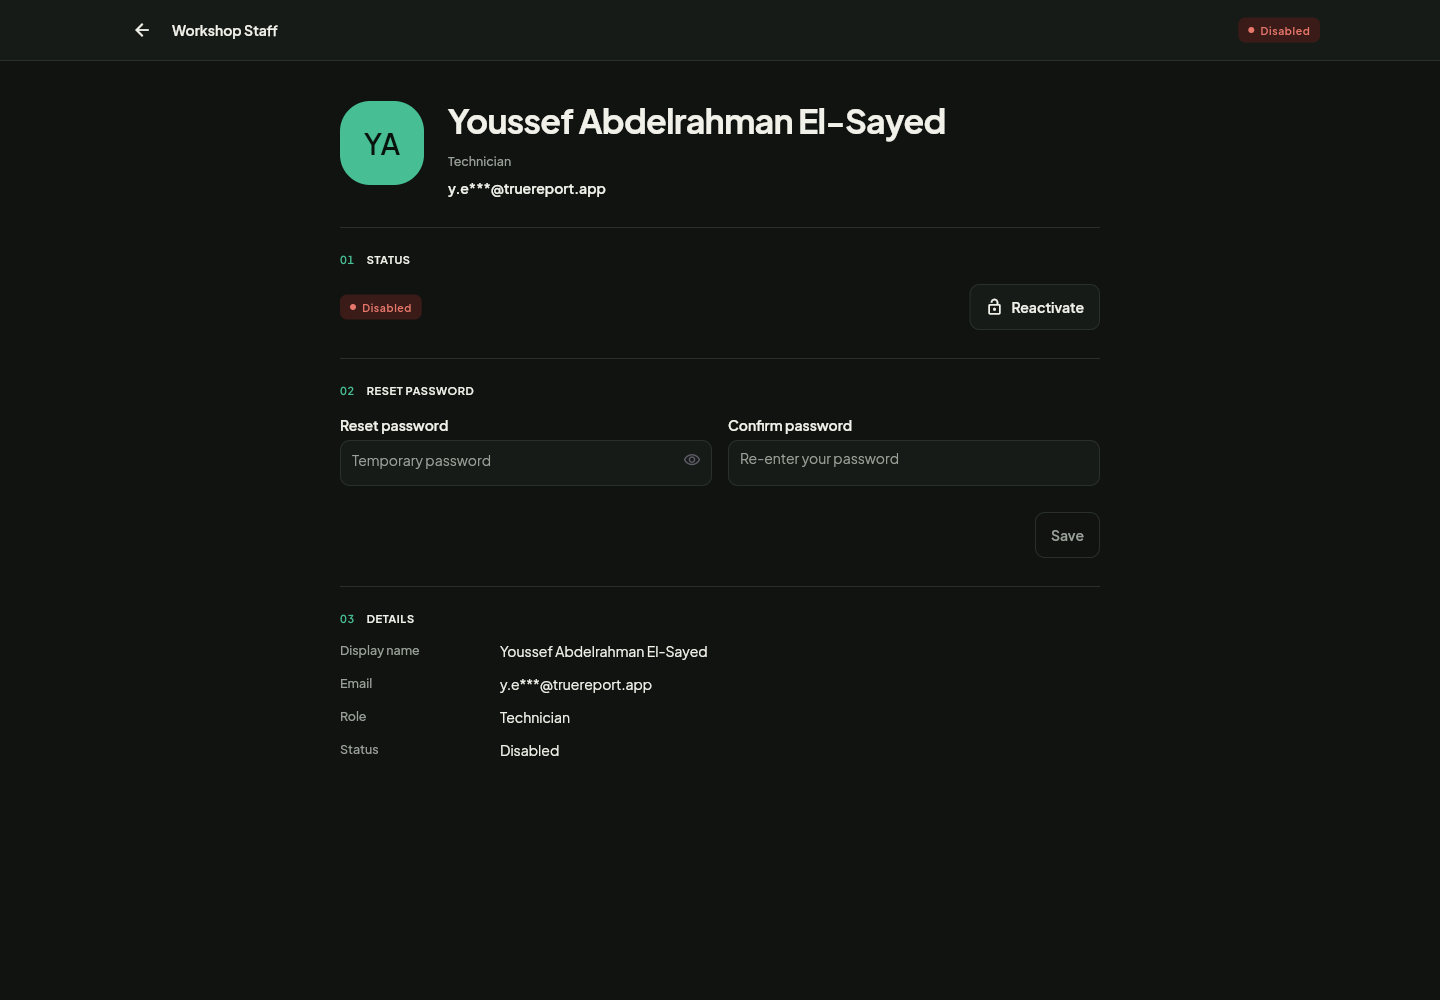 Workshop Staff
Disabled
YA
Youssef Abdelrahman El-Sayed
Technician
y.e***@truereport.app
01 STATUS
Disabled
Reactivate
02 RESET PASSWORD
Reset password
Confirm password
Temporary password
Re-enter your password
Save
03 DETAILS
Display name Youssef Abdelrahman El-Sayed
Email y.e***@truereport.app
Role Technician
Status Disabled